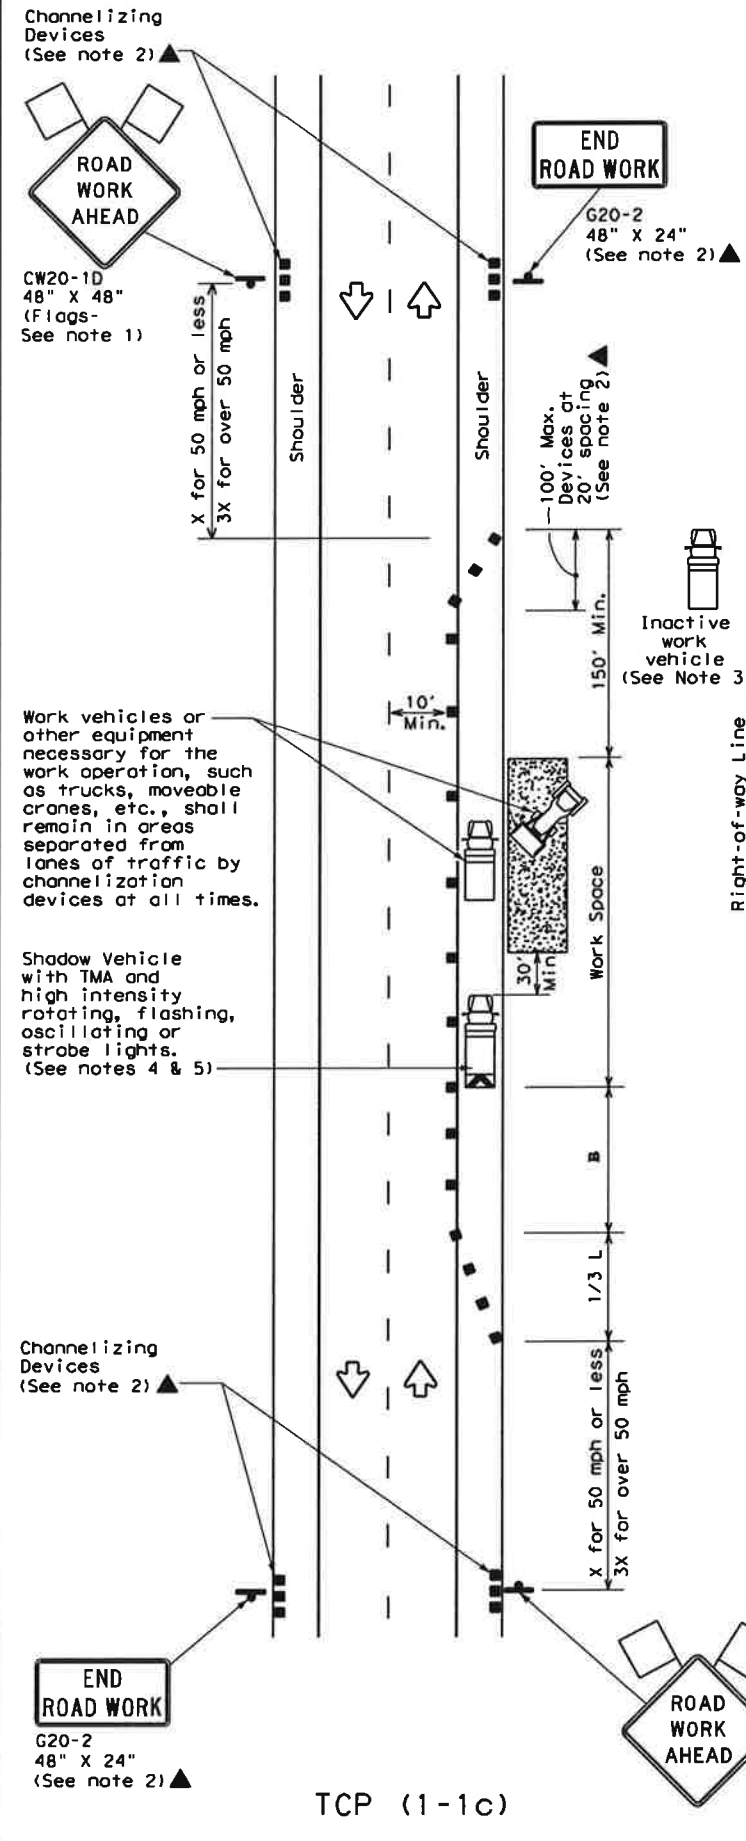 Channelizing
Devices
(See note 2)▲
ROAD
WORK
AHEAD
CW20-1D
48" X 48"
(Flags-
See note 1)
END
ROAD WORK
G20-2
48" X 24"
(See note 2)▲
X for 50 mph or less
3X for over 50 mph
Shoulder
Shoulder
100' Max.
Devices at
20' spacing
(See note 2)▲
150' Min.
Inactive
work
vehicle
(See Note 3
Right-of-way Line
10'
Min.
Work vehicles or
other equipment
necessary for the
work operation, such
as trucks, moveable
cranes, etc., shall
remain in areas
separated from
lanes of traffic by
channelization
devices at all times.
Work Space
30'
Min.
Shadow Vehicle
with TMA and
high intensity
rotating, flashing,
oscillating or
strobe lights.
(See notes 4 & 5)
B
1/3 L
Channelizing
Devices
(See note 2)▲
X for 50 mph or less
3X for over 50 mph
END
ROAD WORK
G20-2
48" X 24"
(See note 2)▲
ROAD
WORK
AHEAD
TCP (1-1c)